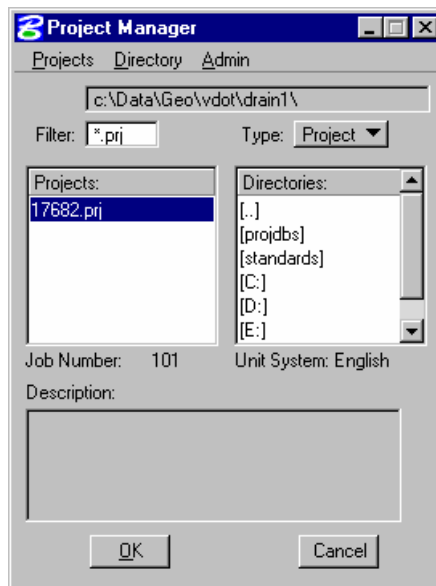 Project Manager
Projects Directory Admin
c:\Data\Geo\vdot\drain1\
Filter: *.prj Type: Project
Projects: Directories:
17682.prj [..]
[projdbs]
[standards]
[C:]
[D:]
[E:]
Job Number: 101 Unit System: English
Description:
OK Cancel